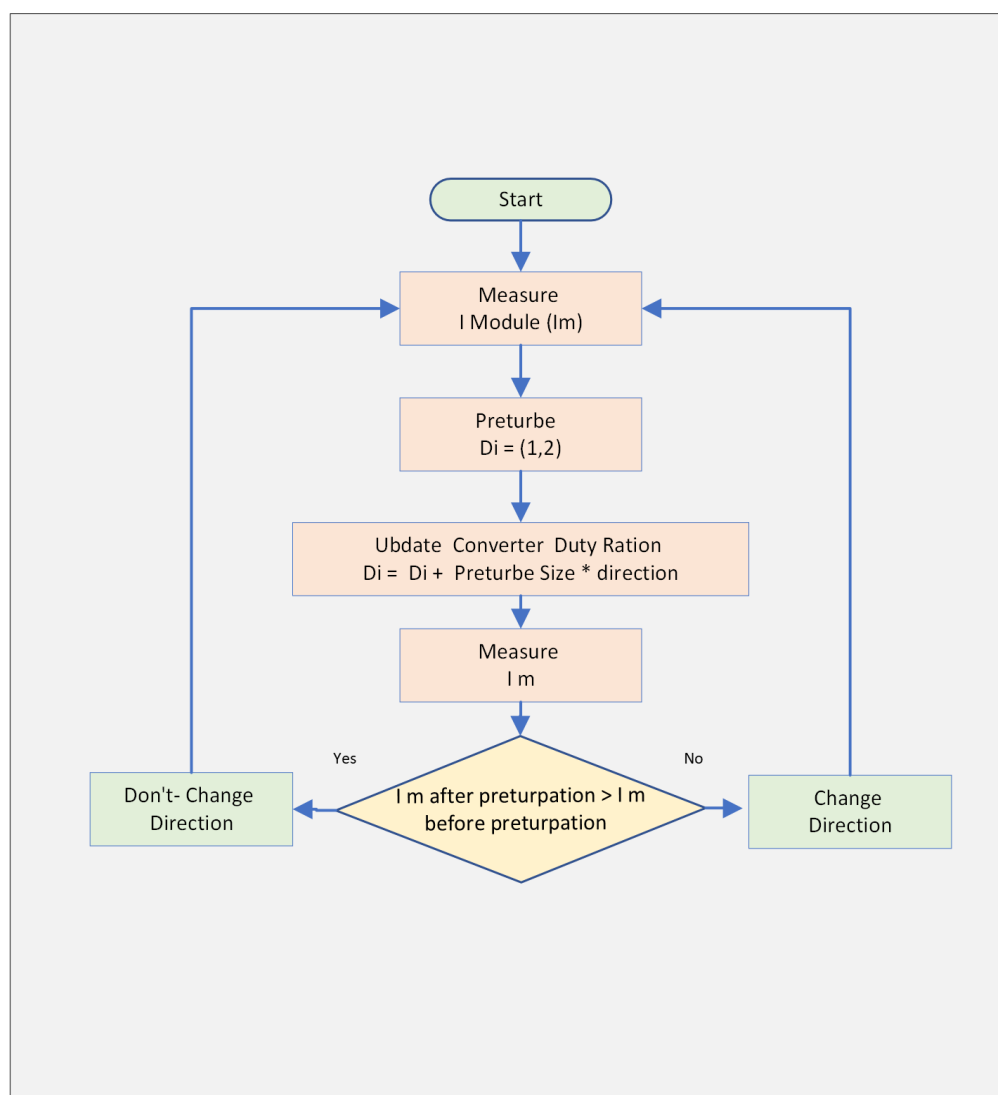 Start
Measure
I Module (Im)
Preturbe
Di = (1,2)
Ubdate Converter Duty Ration
Di = Di + Preturbe Size * direction
Measure
I m
Yes
No
I m after preturpation > I m
before preturpation
Don't- Change
Direction
Change
Direction